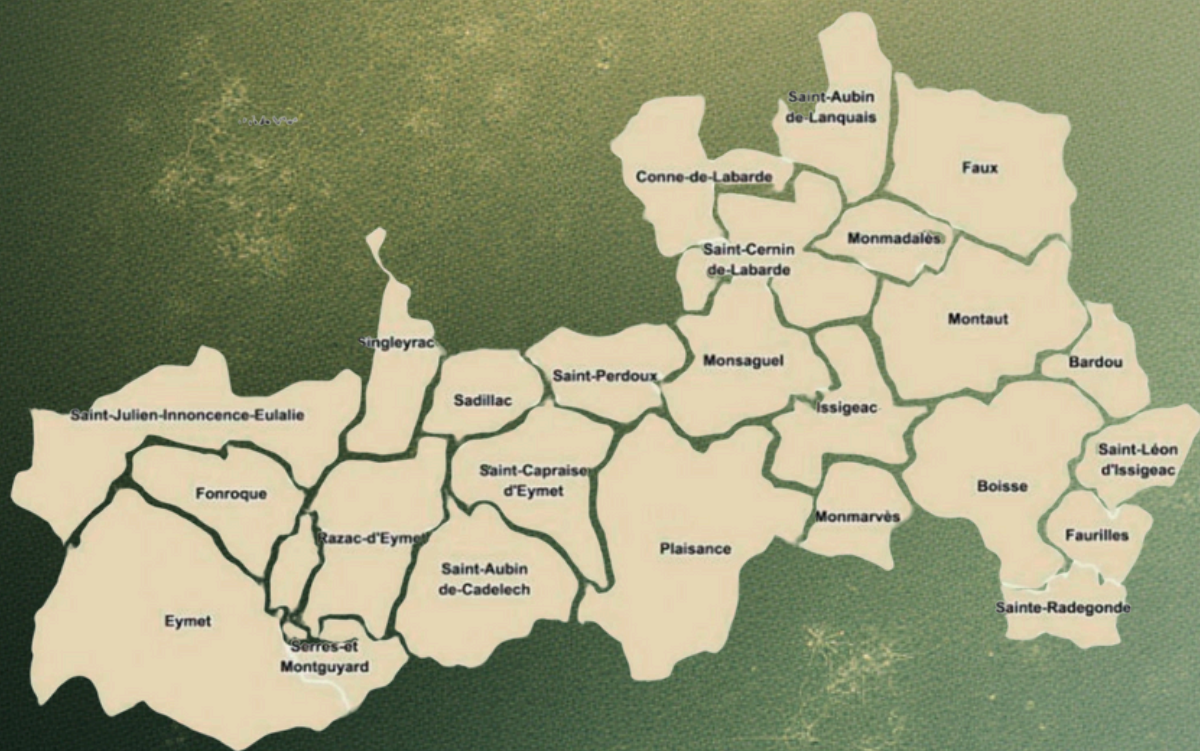 Saint-Aubin
de-Lanquais
Faux
Conne-de-Labarde
Monmadalès
Saint-Cernin
de-Labarde
Montaut
Singleyrac
Monsaguel
Bardou
Saint-Perdoux
Sadillac
Issigeac
Saint-Julien-Innoncence-Eulalie
Saint-Léon
d'Issigeac
Saint-Capraise
d'Eymet
Fonroque
Boisse
Monmarvès
Razac-d'Eymet
Faurilles
Plaisance
Saint-Aubin
de-Cadelech
Sainte-Radegonde
Eymet
Serres-et
Montguyard